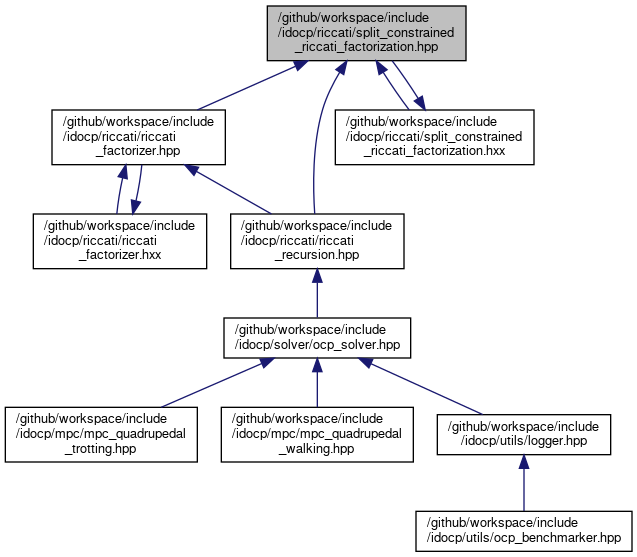 /github/workspace/include
/idocp/riccati/split_constrained
_riccati_factorization.hpp
/github/workspace/include
/idocp/riccati/riccati
_factorizer.hpp
/github/workspace/include
/idocp/riccati/split_constrained
_riccati_factorization.hxx
/github/workspace/include
/idocp/riccati/riccati
_factorizer.hxx
/github/workspace/include
/idocp/riccati/riccati
_recursion.hpp
/github/workspace/include
/idocp/solver/ocp_solver.hpp
/github/workspace/include
/idocp/mpc/mpc_quadrupedal
_trotting.hpp
/github/workspace/include
/idocp/mpc/mpc_quadrupedal
_walking.hpp
/github/workspace/include
/idocp/utils/logger.hpp
/github/workspace/include
/idocp/utils/ocp_benchmarker.hpp